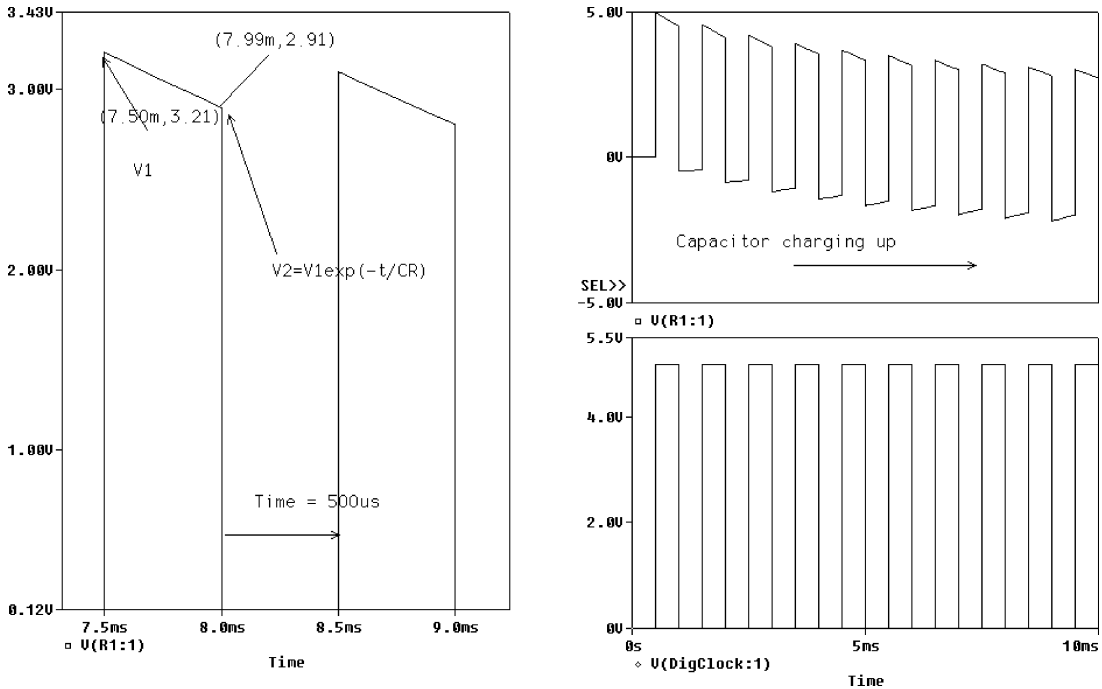 3.43V
(7.99m,2.91)
3.00V
(7.50m,3.21)
V1
V2=V1exp(-t/CR)
2.00V
1.00V
Time = 500us
0.12V
7.5ms 8.0ms 8.5ms 9.0ms
V(R1:1)
Time
5.0V
0V
Capacitor charging up
SEL>>
-5.0V
V(R1:1)
5.5V
4.0V
2.0V
0V
0s 5ms 10ms
V(DigClock:1)
Time